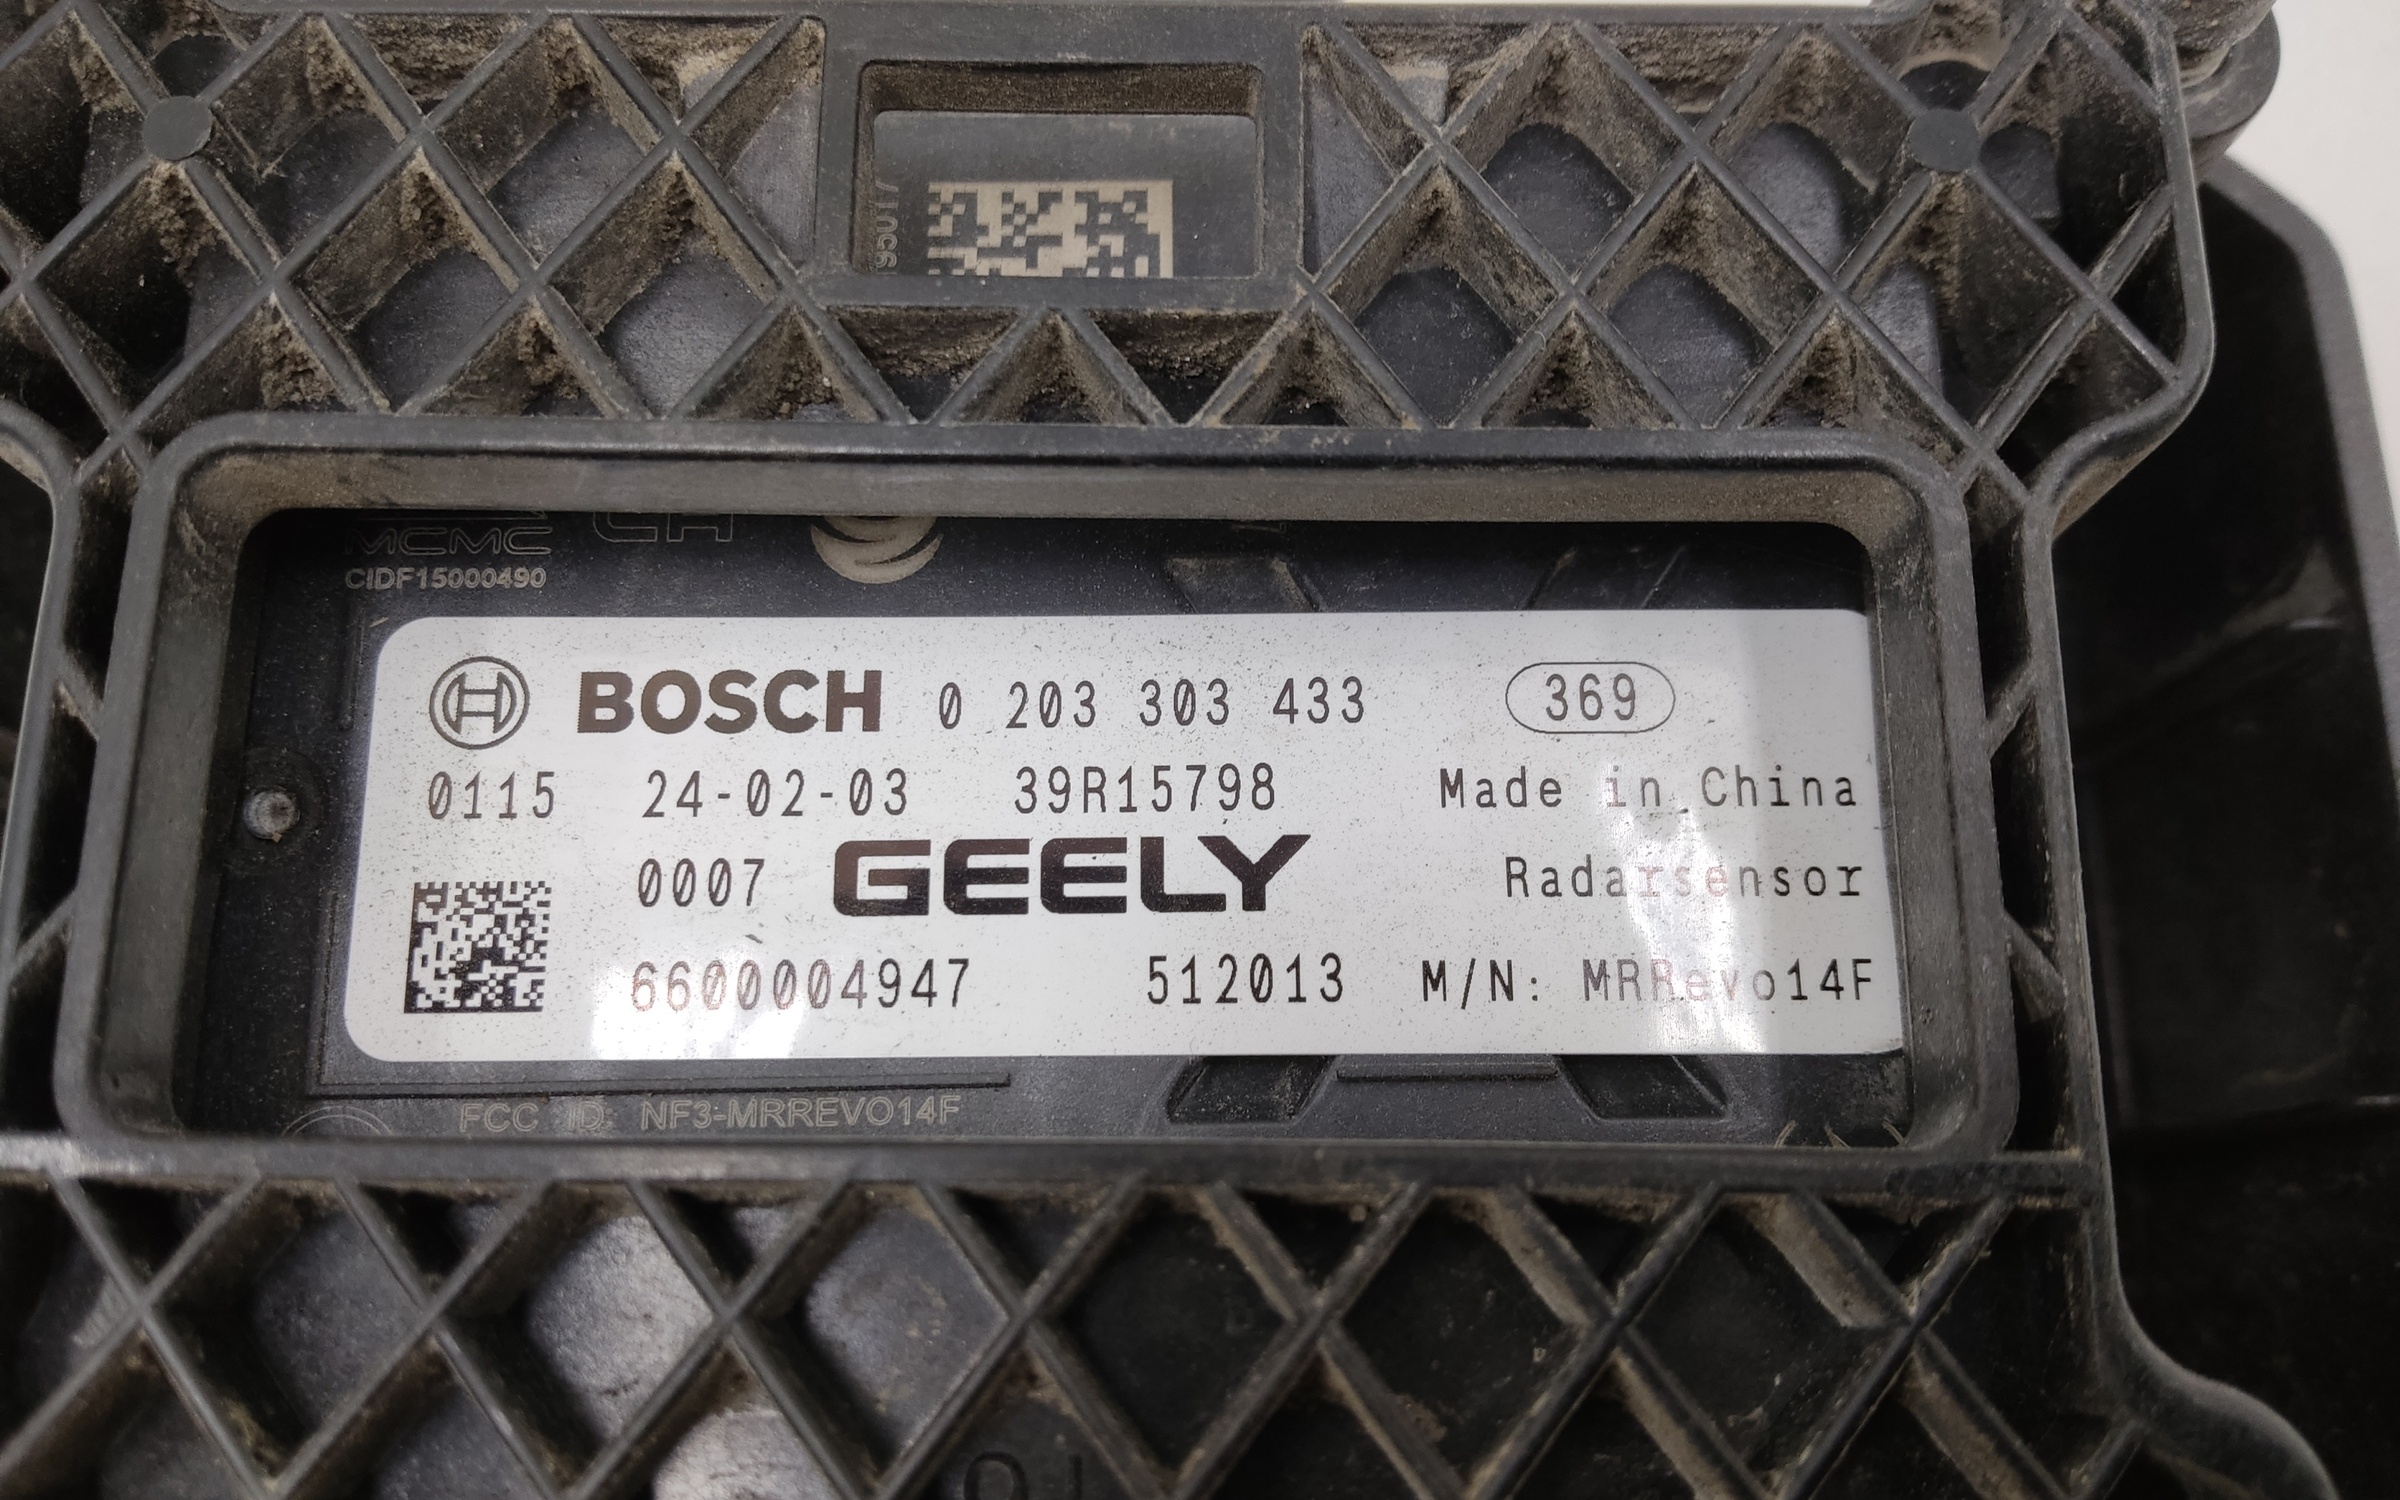 MCMC
CIDF15000490
BOSCH 0 203 303 433 369
0115 24-02-03 39R15798 Made in China
0007 GEELY Radarsensor
6600004947 512013 M/N: MRRevo14F
FCC ID: NF3-MRREVO14F